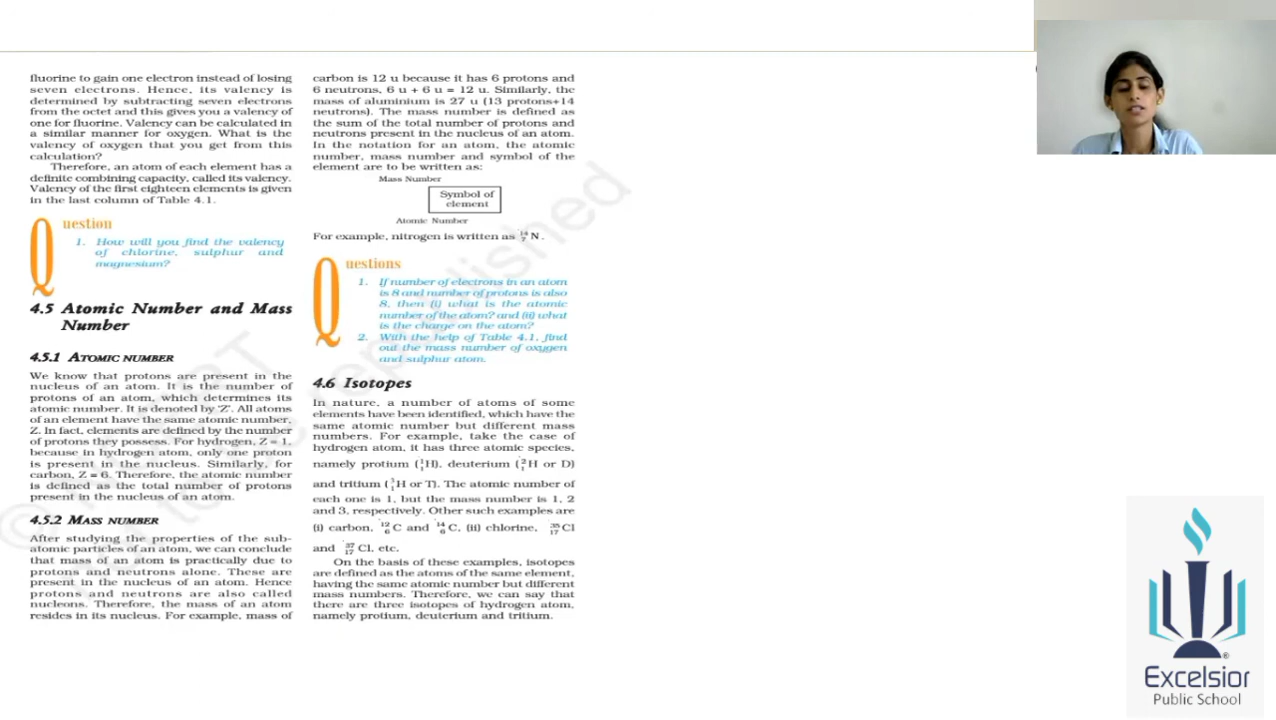 fluorine to gain one electron instead of losing
seven electrons. Hence, its valency is
determined by subtracting seven electrons
from the octet and this gives you a valency of
one for fluorine. Valency can be calculated in
a similar manner for oxygen. What is the
valency of oxygen that you get from this
calculation?
Therefore, an atom of each element has a
definite combining capacity, called its valency.
Valency of the first eighteen elements is given
in the last column of Table 4.1.
Question
1. How will you find the valency
of chlorine, sulphur and
magnesium?
4.5 Atomic Number and Mass
Number
4.5.1 ATOMIC NUMBER
We know that protons are present in the
nucleus of an atom. It is the number of
protons of an atom, which determines its
atomic number. It is denoted by 'Z'. All atoms
of an element have the same atomic number,
Z. In fact, elements are defined by the number
of protons they possess. For hydrogen, Z = 1,
because in hydrogen atom, only one proton
is present in the nucleus. Similarly, for
carbon, Z = 6. Therefore, the atomic number
is defined as the total number of protons
present in the nucleus of an atom.
4.5.2 MASS NUMBER
After studying the properties of the sub-
atomic particles of an atom, we can conclude
that mass of an atom is practically due to
protons and neutrons alone. These are
present in the nucleus of an atom. Hence
protons and neutrons are also called
nucleons. Therefore, the mass of an atom
resides in its nucleus. For example, mass of
carbon is 12 u because it has 6 protons and
6 neutrons, 6 u + 6 u = 12 u. Similarly, the
mass of aluminium is 27 u (13 protons+14
neutrons). The mass number is defined as
the sum of the total number of protons and
neutrons present in the nucleus of an atom.
In the notation for an atom, the atomic
number, mass number and symbol of the
element are to be written as:
Mass Number
Symbol of
element
Atomic Number
For example, nitrogen is written as ¹⁴₇N.
Questions
1. If number of electrons in an atom
is 8 and number of protons is also
8, then (i) what is the atomic
number of the atom? and (ii) what
is the charge on the atom?
2. With the help of Table 4.1, find
out the mass number of oxygen
and sulphur atom.
4.6 Isotopes
In nature, a number of atoms of some
elements have been identified, which have the
same atomic number but different mass
numbers. For example, take the case of
hydrogen atom, it has three atomic species,
namely protium (¹₁H), deuterium (²₁H or D)
and tritium (³₁H or T). The atomic number of
each one is 1, but the mass number is 1, 2
and 3, respectively. Other such examples are
(i) carbon, ¹²₆C and ¹⁴₆C, (ii) chlorine, ³⁵₁₇Cl
and ³⁷₁₇Cl, etc.
On the basis of these examples, isotopes
are defined as the atoms of the same element,
having the same atomic number but different
mass numbers. Therefore, we can say that
there are three isotopes of hydrogen atom,
namely protium, deuterium and tritium.
®
Excelsior
Public School